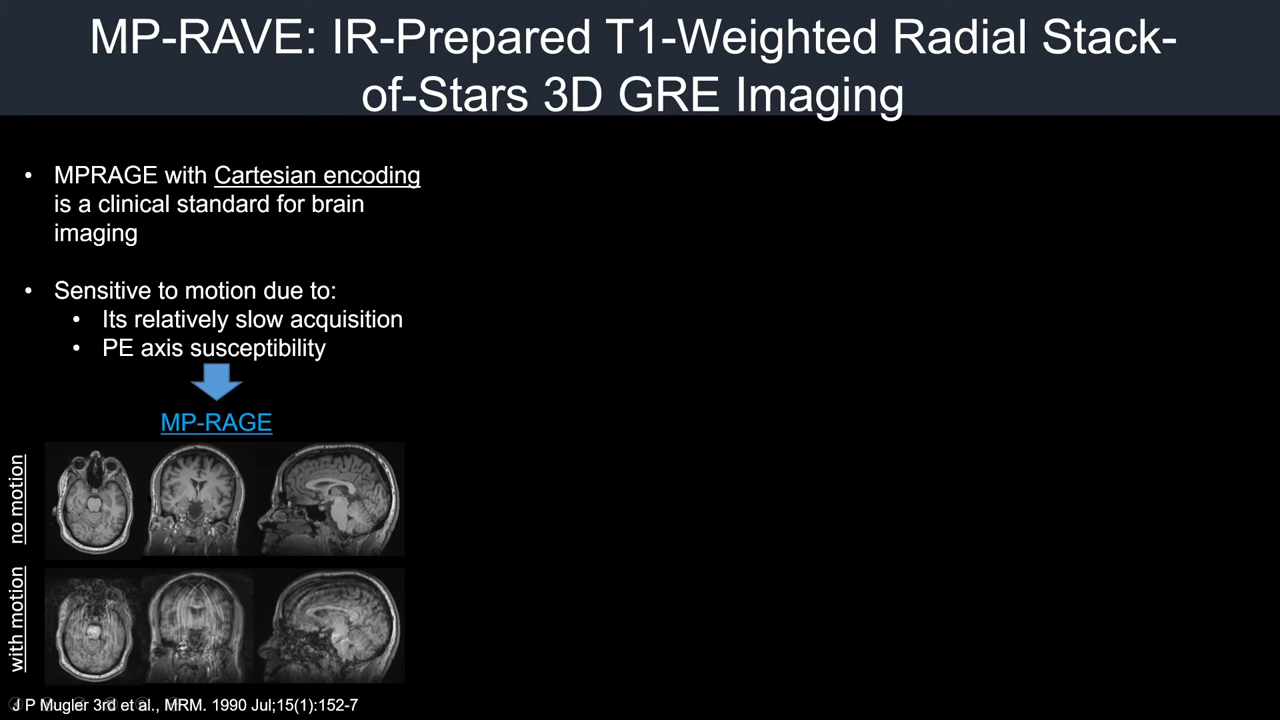 MP-RAVE: IR-Prepared T1-Weighted Radial Stack-
of-Stars 3D GRE Imaging
• MPRAGE with Cartesian encoding
is a clinical standard for brain
imaging
• Sensitive to motion due to:
• Its relatively slow acquisition
• PE axis susceptibility
MP-RAGE
no motion
with motion
J P Mugler 3rd et al., MRM. 1990 Jul;15(1):152-7